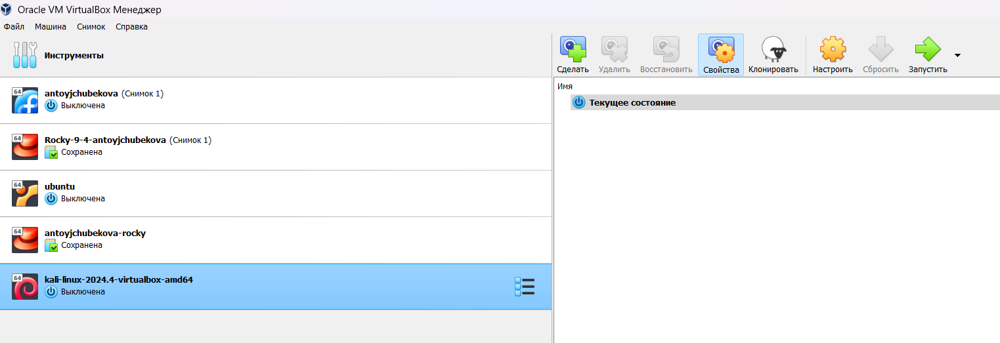 Oracle VM VirtualBox Менеджер
Файл Машина Снимок Справка
Инструменты
Сделать Удалить Восстановить Свойства Клонировать Настроить Сбросить Запустить
64 antoyjchubekova (Снимок 1)
Выключена
64 Rocky-9-4-antoyjchubekova (Снимок 1)
Сохранена
64 ubuntu
Выключена
64 antoyjchubekova-rocky
Сохранена
64 kali-linux-2024.4-virtualbox-amd64
Выключена
Имя
Текущее состояние